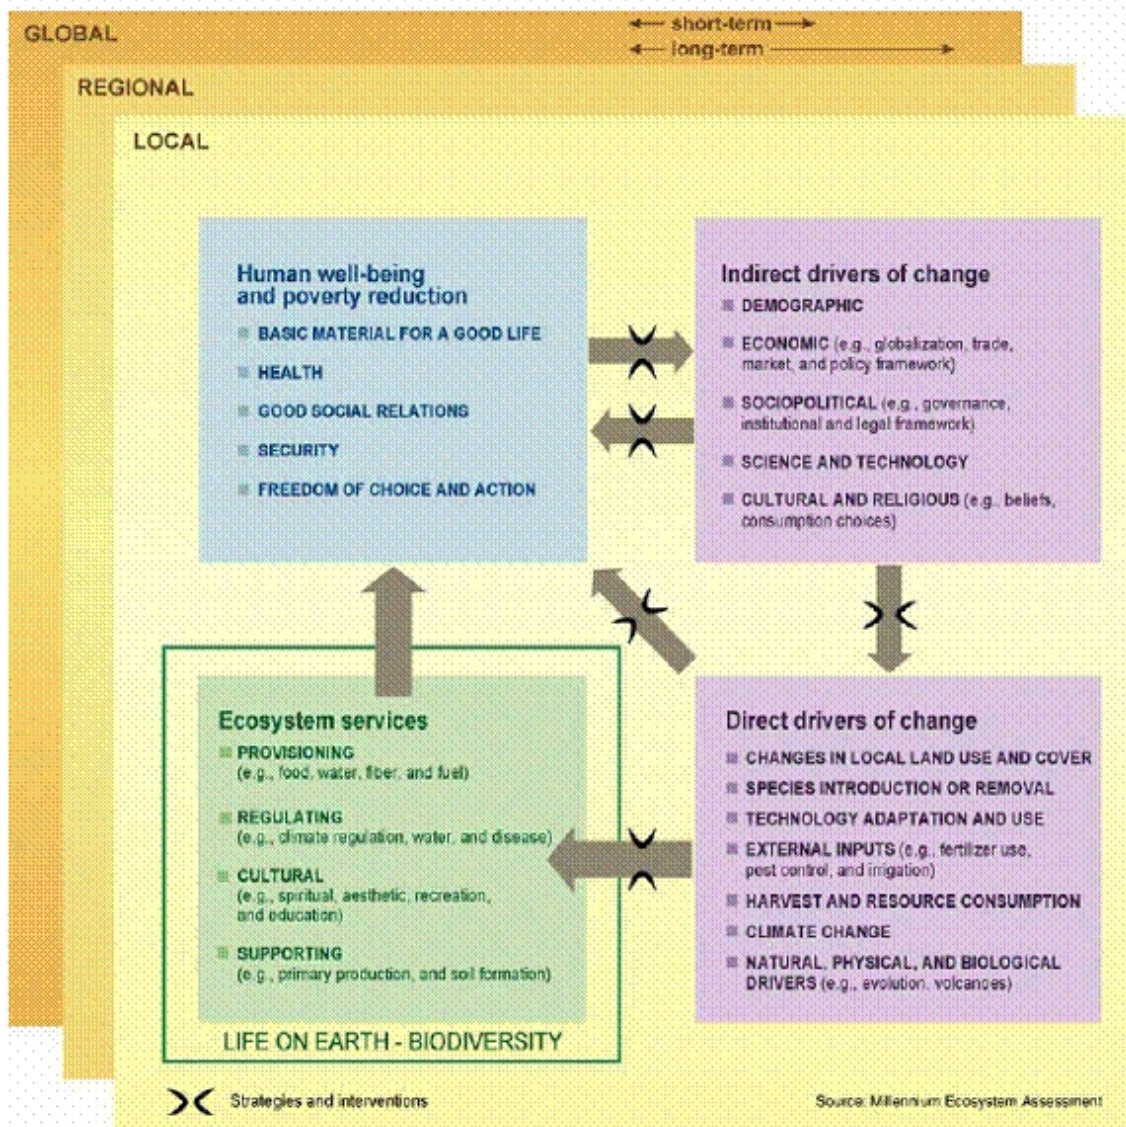 GLOBAL
short-term
long-term
REGIONAL
LOCAL
Human well-being
and poverty reduction
BASIC MATERIAL FOR A GOOD LIFE
HEALTH
GOOD SOCIAL RELATIONS
SECURITY
FREEDOM OF CHOICE AND ACTION
Indirect drivers of change
DEMOGRAPHIC
ECONOMIC (e.g., globalization, trade,
market, and policy framework)
SOCIOPOLITICAL (e.g., governance,
institutional and legal framework)
SCIENCE AND TECHNOLOGY
CULTURAL AND RELIGIOUS (e.g., beliefs,
consumption choices)
Ecosystem services
PROVISIONING
(e.g., food, water, fiber, and fuel)
REGULATING
(e.g., climate regulation, water, and disease)
CULTURAL
(e.g., spiritual, aesthetic, recreation,
and education)
SUPPORTING
(e.g., primary production, and soil formation)
LIFE ON EARTH - BIODIVERSITY
Direct drivers of change
CHANGES IN LOCAL LAND USE AND COVER
SPECIES INTRODUCTION OR REMOVAL
TECHNOLOGY ADAPTATION AND USE
EXTERNAL INPUTS (e.g., fertilizer use,
pest control, and irrigation)
HARVEST AND RESOURCE CONSUMPTION
CLIMATE CHANGE
NATURAL, PHYSICAL, AND BIOLOGICAL
DRIVERS (e.g., evolution, volcanoes)
Strategies and interventions
Source: Millennium Ecosystem Assessment